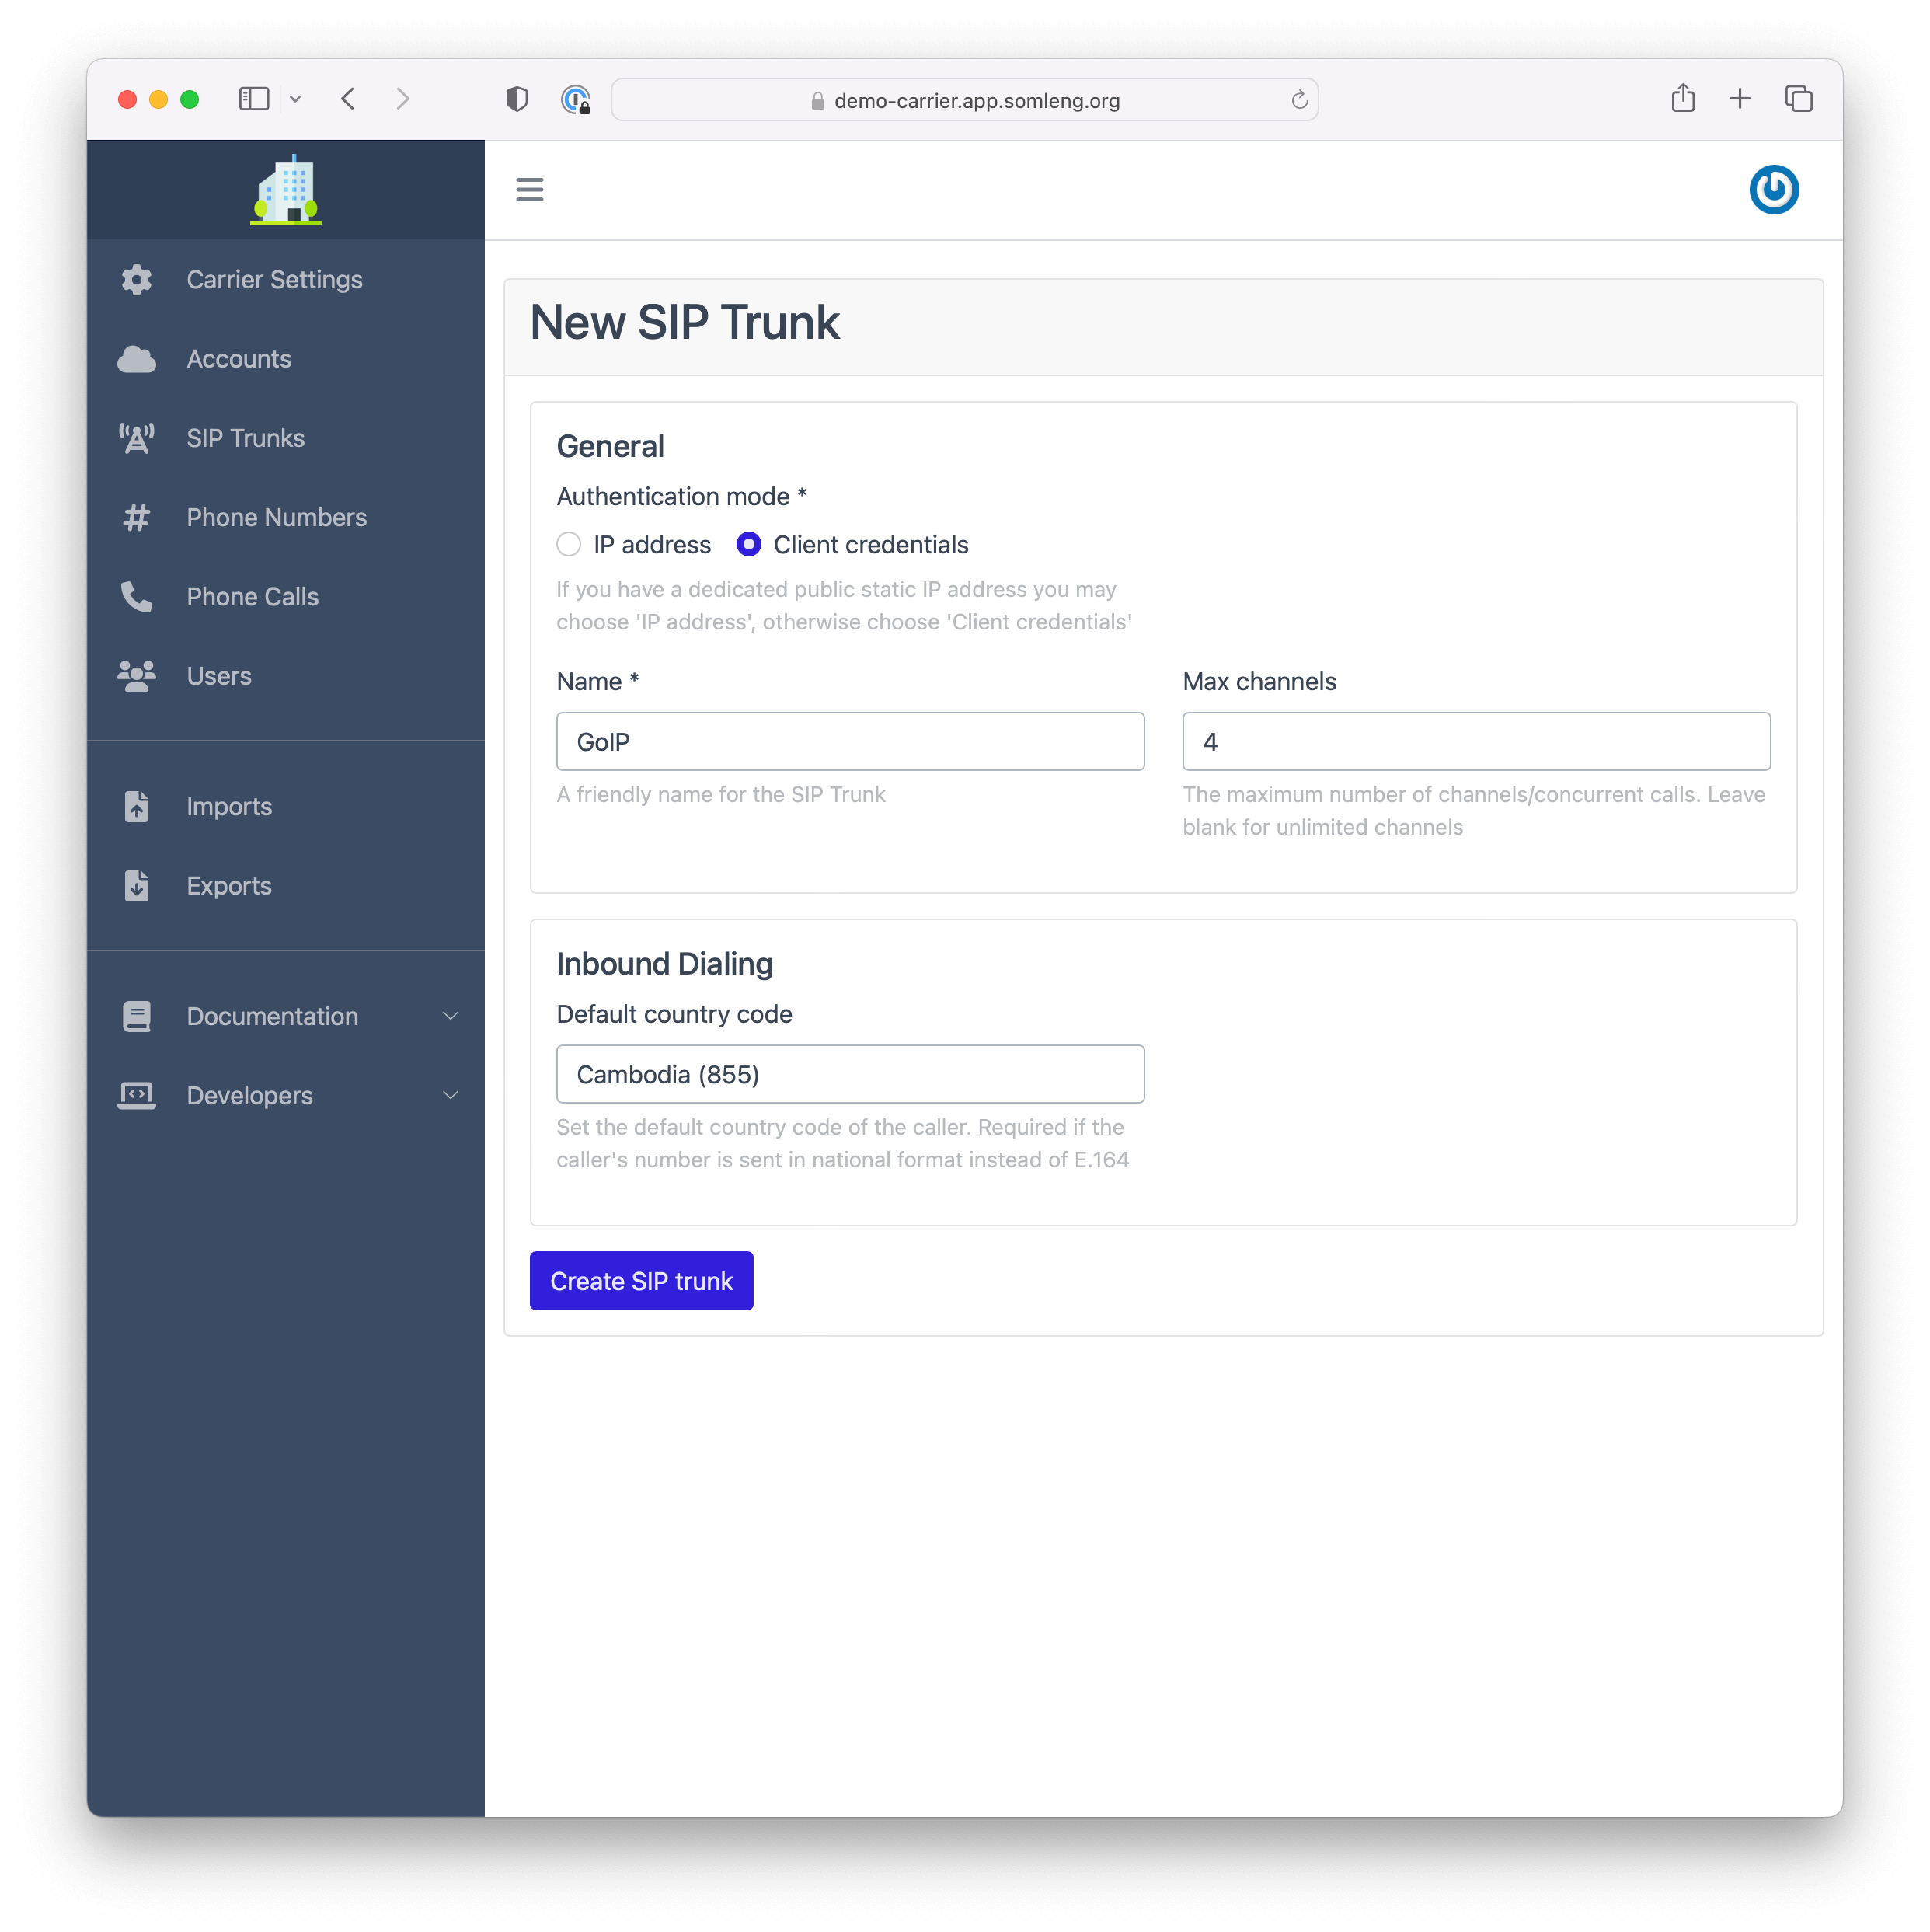 demo-carrier.app.somleng.org
Carrier Settings
Accounts
SIP Trunks
Phone Numbers
Phone Calls
Users
Imports
Exports
Documentation
Developers
New SIP Trunk
General
Authentication mode *
IP address
Client credentials
If you have a dedicated public static IP address you may
choose 'IP address', otherwise choose 'Client credentials'
Name *
GoIP
A friendly name for the SIP Trunk
Max channels
4
The maximum number of channels/concurrent calls. Leave
blank for unlimited channels
Inbound Dialing
Default country code
Cambodia (855)
Set the default country code of the caller. Required if the
caller's number is sent in national format instead of E.164
Create SIP trunk